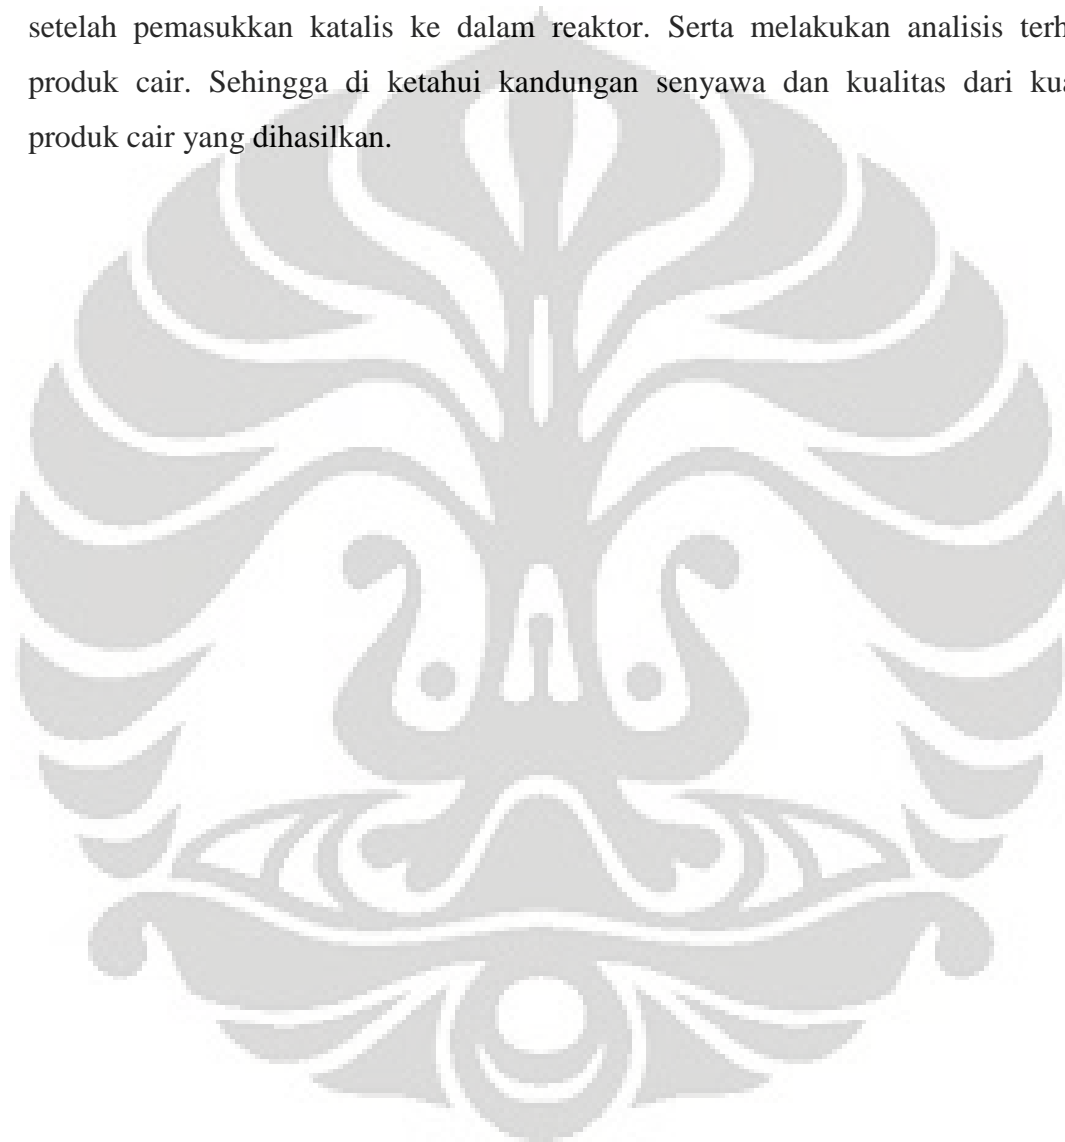 setelah pemasukkan katalis ke dalam reaktor. Serta melakukan analisis
produk cair. Sehingga di ketahui kandungan senyawa dan kualitas dari
produk cair yang dihasilkan.